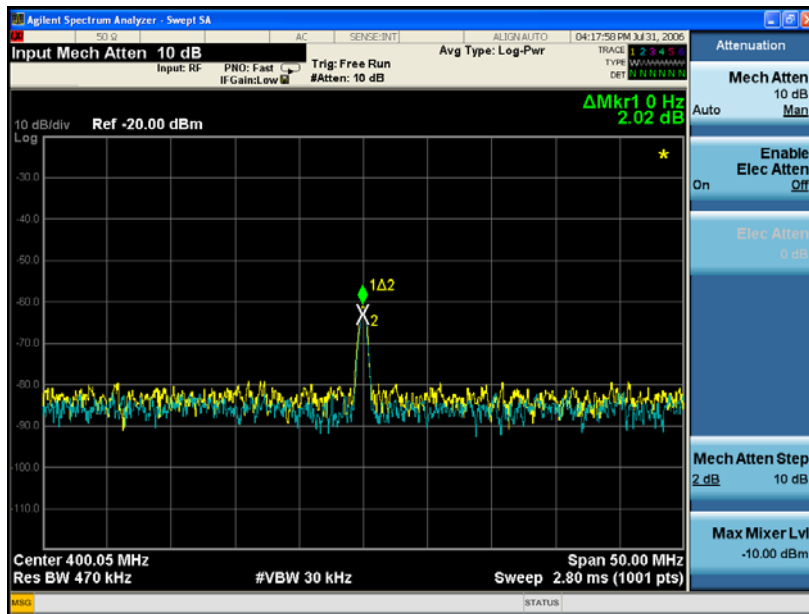 Agilent Spectrum Analyzer - Swept SA
50 Ω AC SENSE:INT ALIGN AUTO 04:17:58 PM Jul 31, 2006
Input Mech Atten 10 dB
Input: RF
PNO: Fast
IFGain:Low
Trig: Free Run
#Atten: 10 dB
Avg Type: Log-Pwr
TRACE 1 2 3 4 5 6
TYPE
DET N N N N N N
ΔMkr1 0 Hz
2.02 dB
10 dB/div Ref -20.00 dBm
Log
-30.0
-40.0
-50.0
-60.0
-70.0
-80.0
-90.0
-100.0
-110.0
1Δ2
X2
*
Center 400.05 MHz Span 50.00 MHz
Res BW 470 kHz #VBW 30 kHz Sweep 2.80 ms (1001 pts)
MSG STATUS
Attenuation
Mech Atten
10 dB
Auto Man
Enable
Elec Atten
On Off
Elec Atten
0 dB
Mech Atten Step
2 dB 10 dB
Max Mixer Lvl
-10.00 dBm